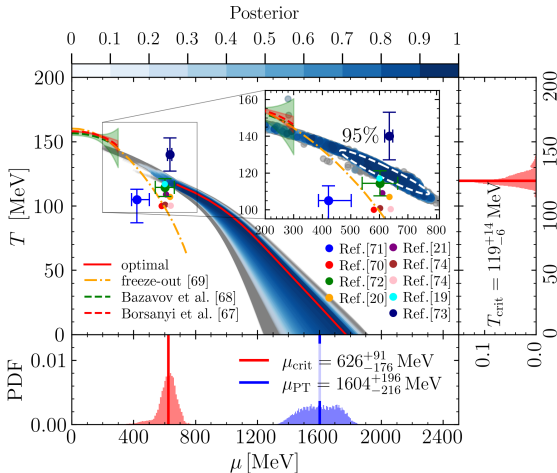 Posterior
0 0.1 0.2 0.3 0.4 0.5 0.6 0.7 0.8 0.9 1
200
150
100
50
0
T [MeV]
160
140
120
100
200 300 400 500 600 700 800
95%
optimal
freeze-out [69]
Bazavov et al. [68]
Borsanyi et al. [67]
Ref.[71]
Ref.[70]
Ref.[72]
Ref.[20]
Ref.[21]
Ref.[74]
Ref.[74]
Ref.[19]
Ref.[73]
T_crit = 119^{+14}_{-6} MeV
200
150
100
50
0
0.1 0.0
PDF
0.01
0.00
μ_crit = 626^{+91}_{-176} MeV
μ_PT = 1604^{+196}_{-216} MeV
0 400 800 1200 1600 2000 2400
μ [MeV]